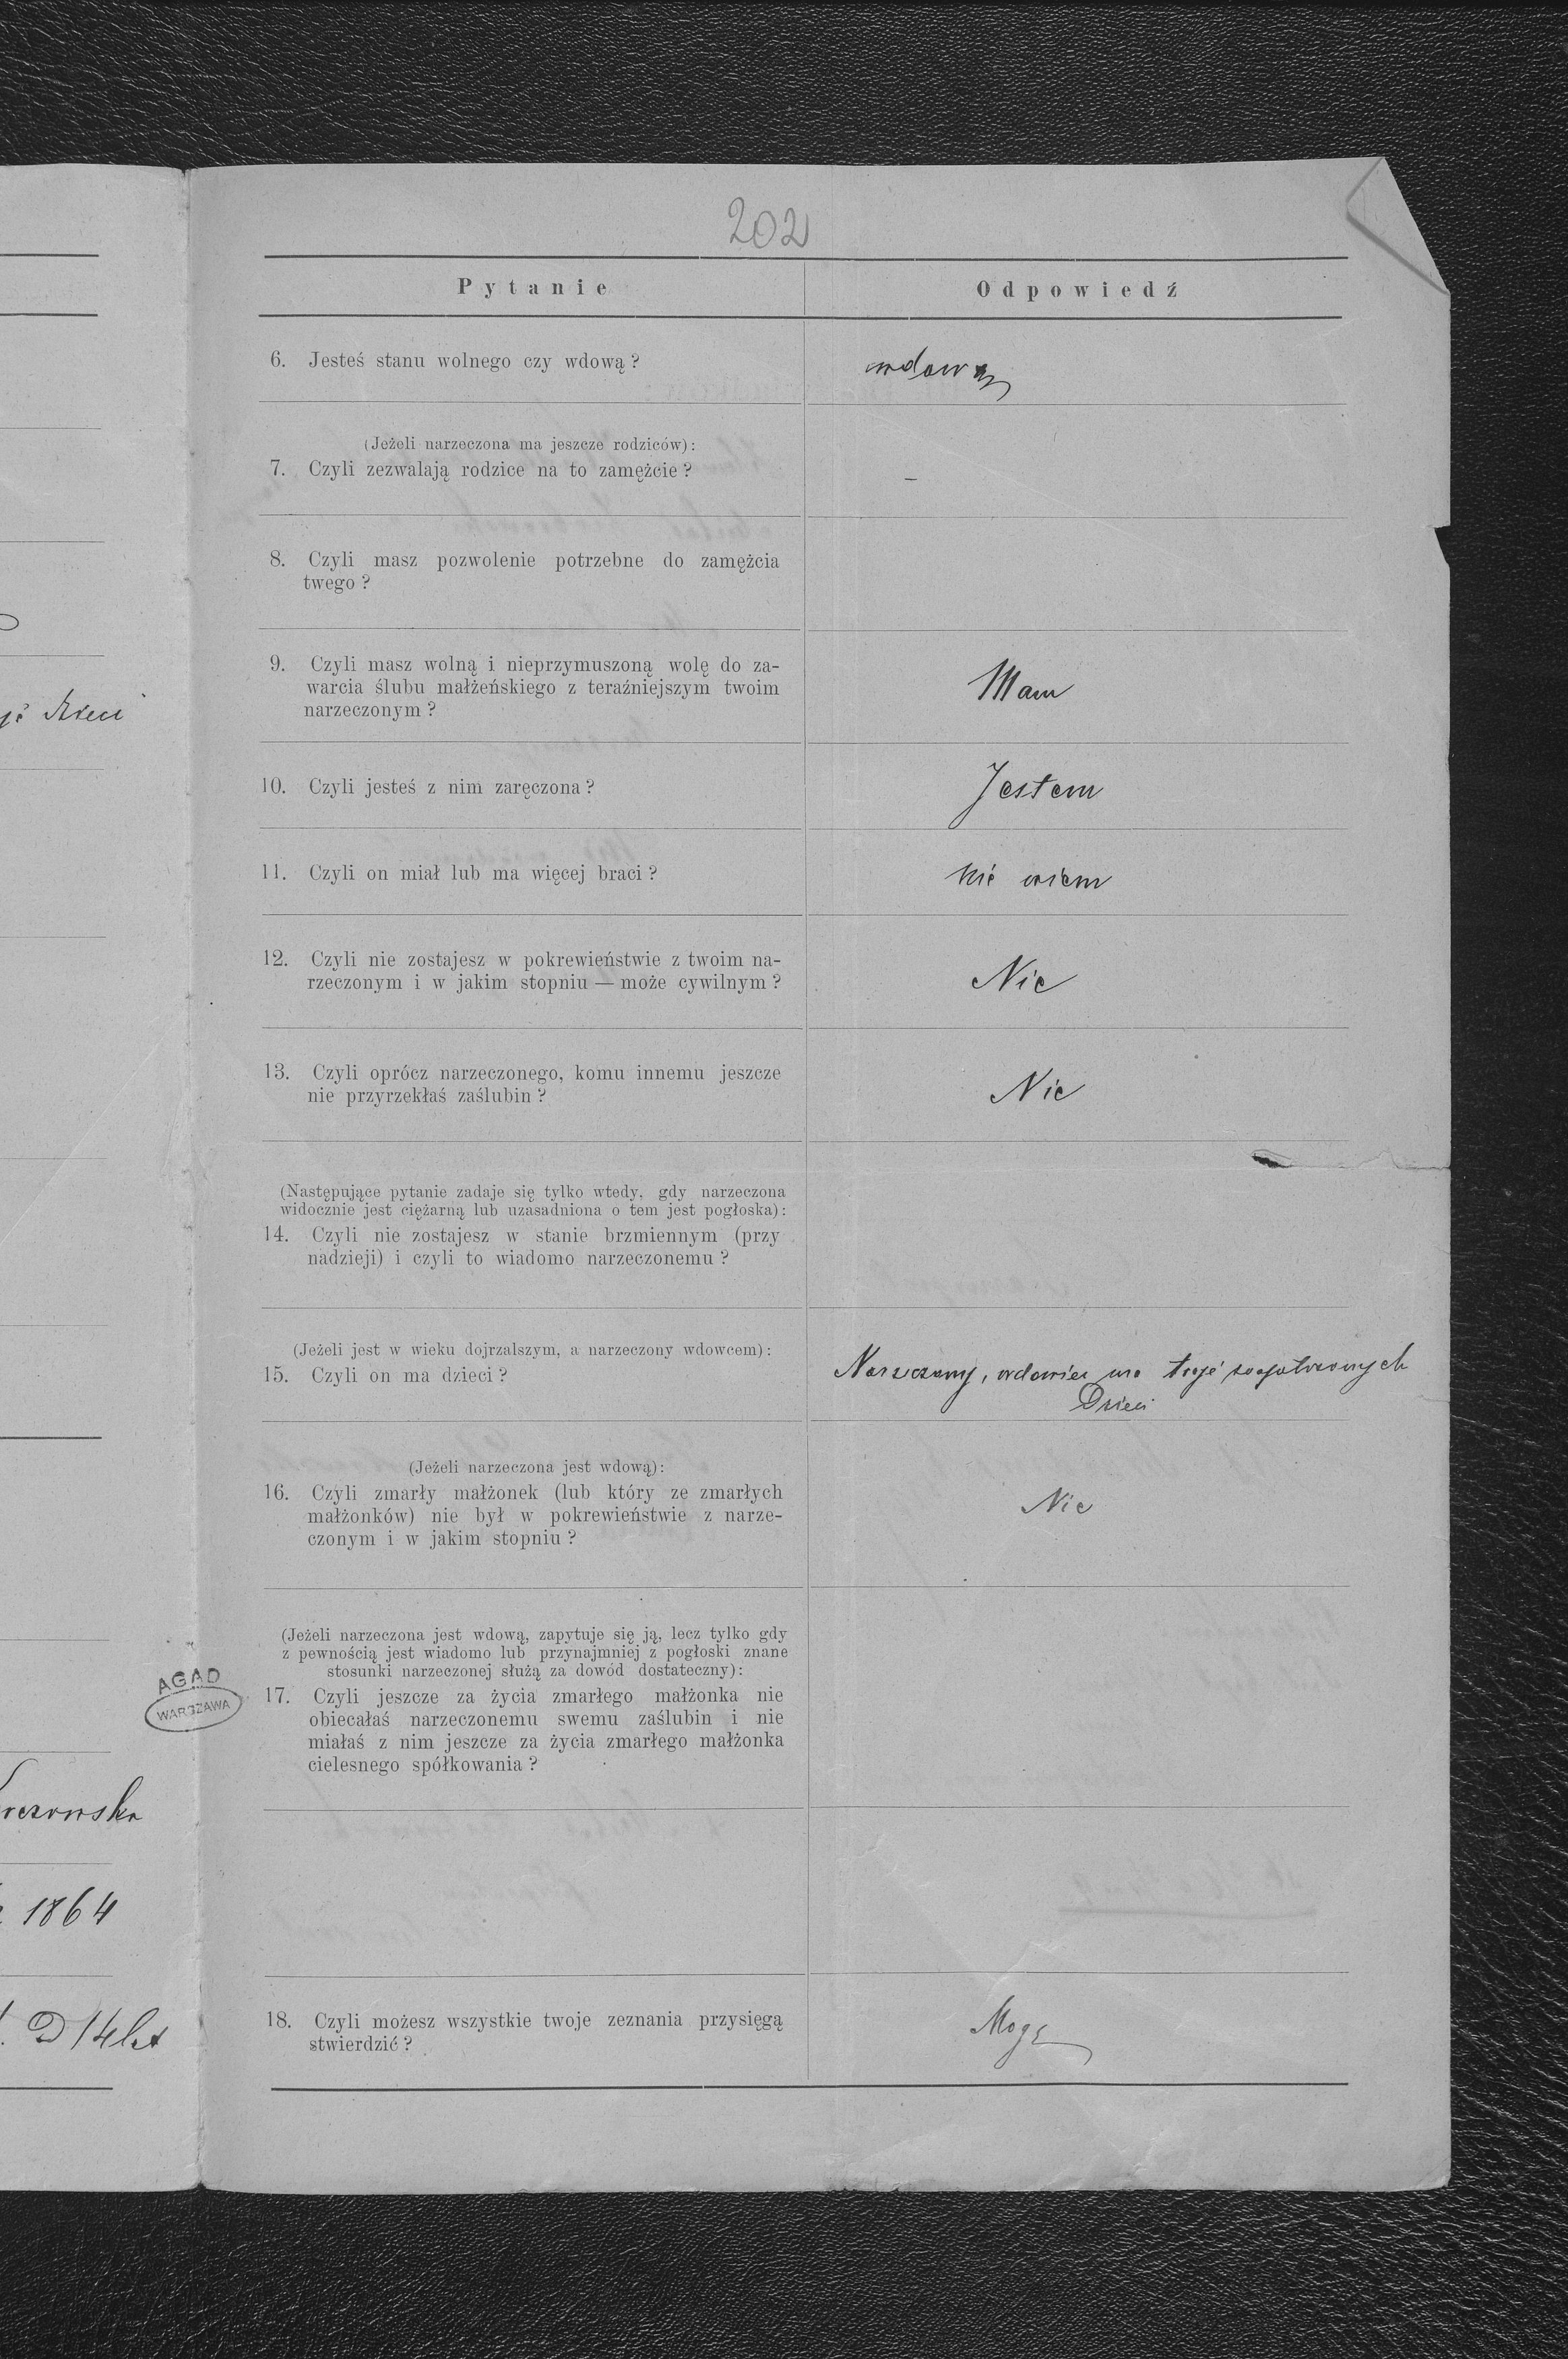 202
Pytanie
Odpowiedź
6. Jesteś stanu wolnego czy wdową?
wdową
(Jeżeli narzeczona ma jeszcze rodziców):
7. Czyli zezwalają rodzice na to zamężcie?
–
8. Czyli masz pozwolenie potrzebne do zamężcia
twego?
9. Czyli masz wolną i nieprzymuszoną wolę do za-
warcia ślubu małżeńskiego z teraźniejszym twoim
narzeczonym?
Mam
10. Czyli jesteś z nim zaręczona?
Jestem
11. Czyli on miał lub ma więcej braci?
nie wiem
12. Czyli nie zostajesz w pokrewieństwie z twoim na-
rzeczonym i w jakim stopniu — może cywilnym?
Nie
13. Czyli oprócz narzeczonego, komu innemu jeszcze
nie przyrzekłaś zaślubin?
Nie
(Następujące pytanie zadaje się tylko wtedy, gdy narzeczona
widocznie jest ciężarną lub uzasadniona o tem jest pogłoska):
14. Czyli nie zostajesz w stanie brzmiennym (przy
nadzieji) i czyli to wiadomo narzeczonemu?
(Jeżeli jest w wieku dojrzalszym, a narzeczony wdowcem):
15. Czyli on ma dzieci?
Narzeczony, wdowiec ma troje zaopatrzonych
Dzieci
(Jeżeli narzeczona jest wdową):
16. Czyli zmarły małżonek (lub który ze zmarłych
małżonków) nie był w pokrewieństwie z narze-
czonym i w jakim stopniu?
Nie
(Jeżeli narzeczona jest wdową, zapytuje się ją, lecz tylko gdy
z pewnością jest wiadomo lub przynajmniej z pogłoski znane
stosunki narzeczonej służą za dowód dostateczny):
17. Czyli jeszcze za życia zmarłego małżonka nie
obiecałaś narzeczonemu swemu zaślubin i nie
miałaś z nim jeszcze za życia zmarłego małżonka
cielesnego spółkowania?
18. Czyli możesz wszystkie twoje zeznania przysięgą
stwierdzić?
Mogę
AGAD
WARSZAWA
1864
14 let